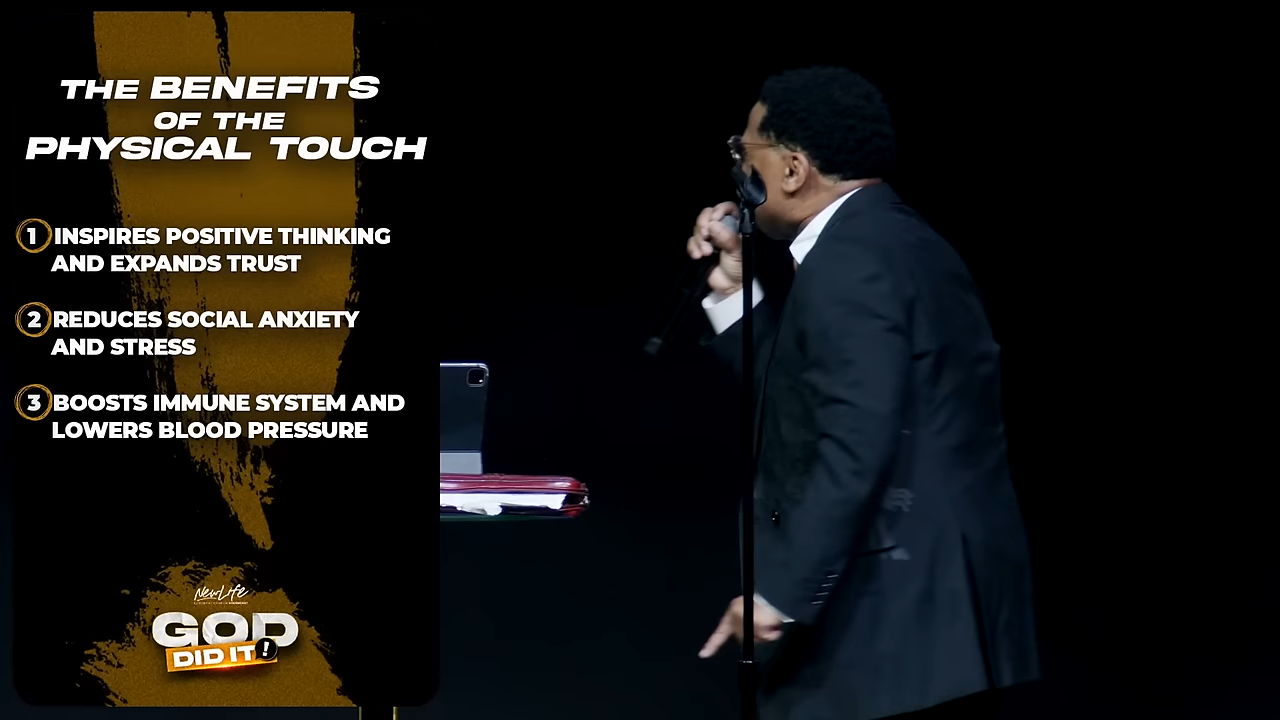 THE BENEFITS
OF THE
PHYSICAL TOUCH
1 INSPIRES POSITIVE THINKING
AND EXPANDS TRUST
2 REDUCES SOCIAL ANXIETY
AND STRESS
3 BOOSTS IMMUNE SYSTEM AND
LOWERS BLOOD PRESSURE
NewLife
GOD
DID IT!